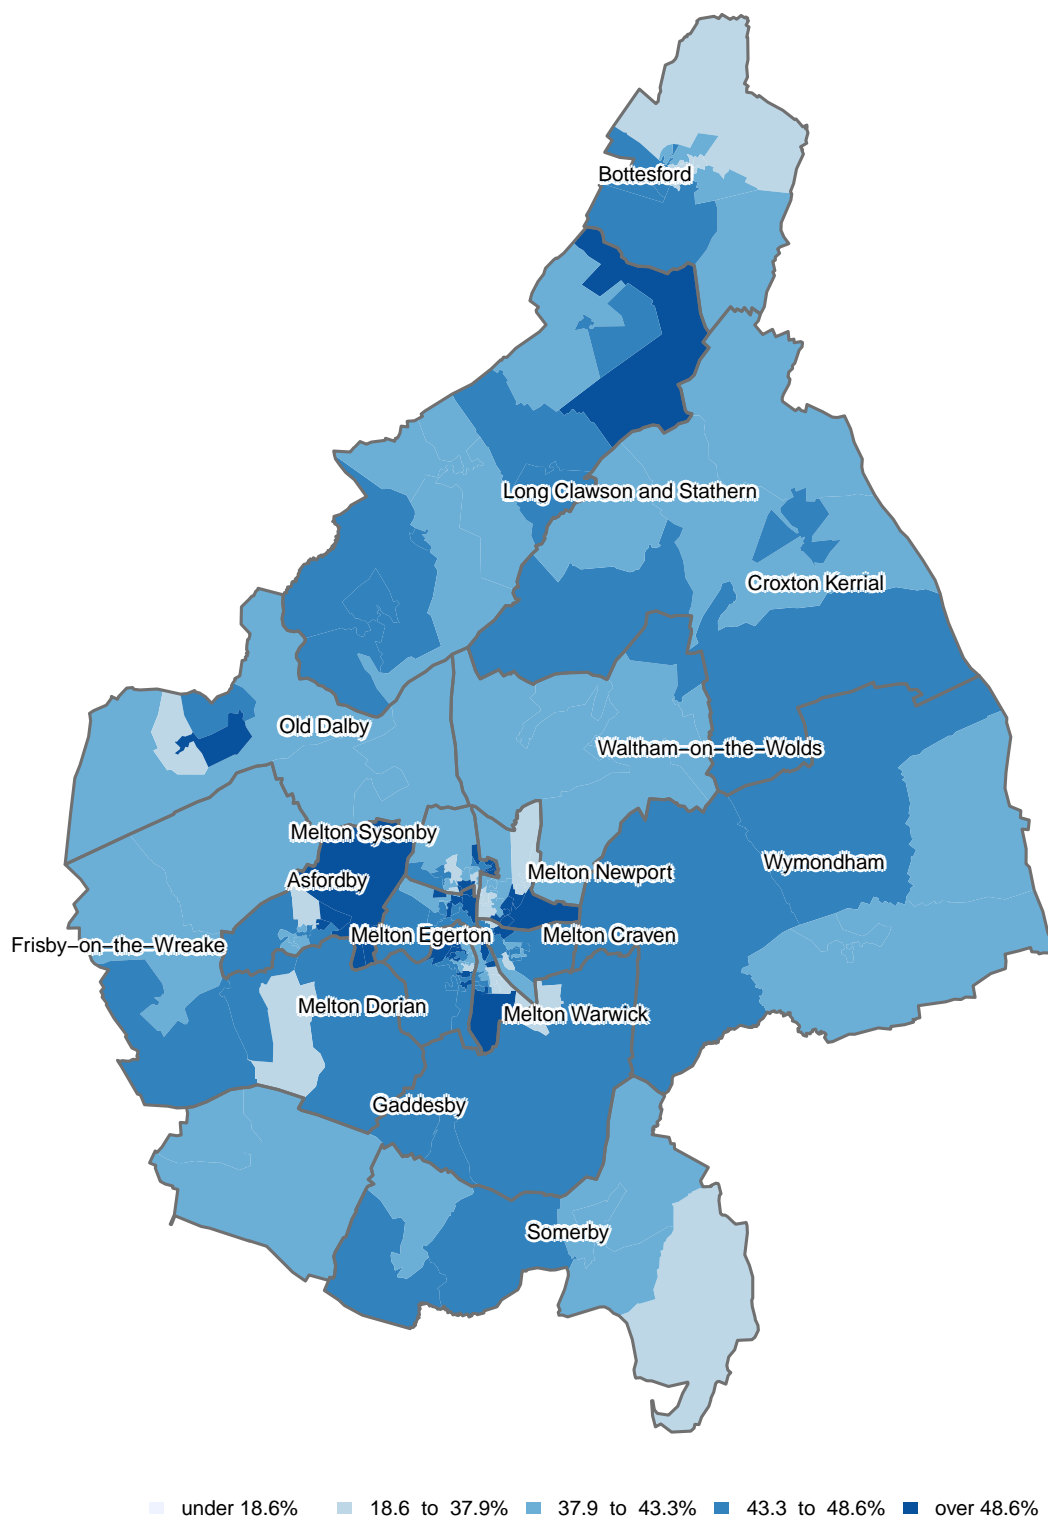 Bottesford
Long Clawson and Stathern
Croxton Kerrial
Old Dalby
Waltham–on–the–Wolds
Melton Sysonby
Wymondham
Melton Newport
Asfordby
Melton Egerton
Melton Craven
Frisby–on–the–Wreake
Melton Dorian
Melton Warwick
Gaddesby
Somerby
under 18.6% 18.6 to 37.9% 37.9 to 43.3% 43.3 to 48.6% over 48.6%